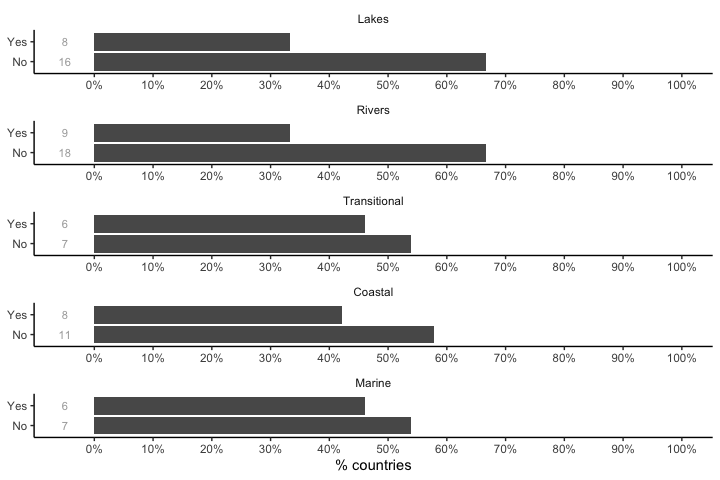 Lakes
Yes 8
No 16
0% 10% 20% 30% 40% 50% 60% 70% 80% 90% 100%
Rivers
Yes 9
No 18
0% 10% 20% 30% 40% 50% 60% 70% 80% 90% 100%
Transitional
Yes 6
No 7
0% 10% 20% 30% 40% 50% 60% 70% 80% 90% 100%
Coastal
Yes 8
No 11
0% 10% 20% 30% 40% 50% 60% 70% 80% 90% 100%
Marine
Yes 6
No 7
0% 10% 20% 30% 40% 50% 60% 70% 80% 90% 100%
% countries